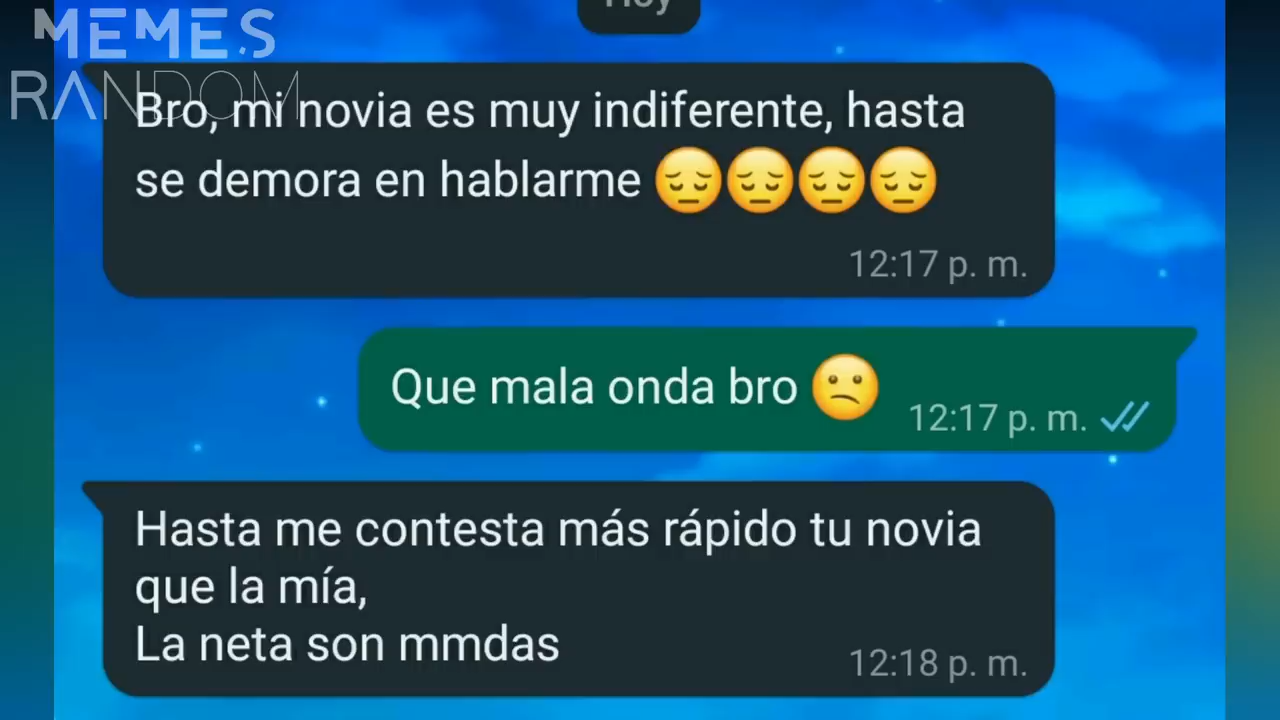 MEMES
RANDOM
Hoy
Bro, mi novia es muy indiferente, hasta
se demora en hablarme 😔😔😔😔
12:17 p. m.
Que mala onda bro 😕
12:17 p. m.
Hasta me contesta más rápido tu novia
que la mía,
La neta son mmdas
12:18 p. m.